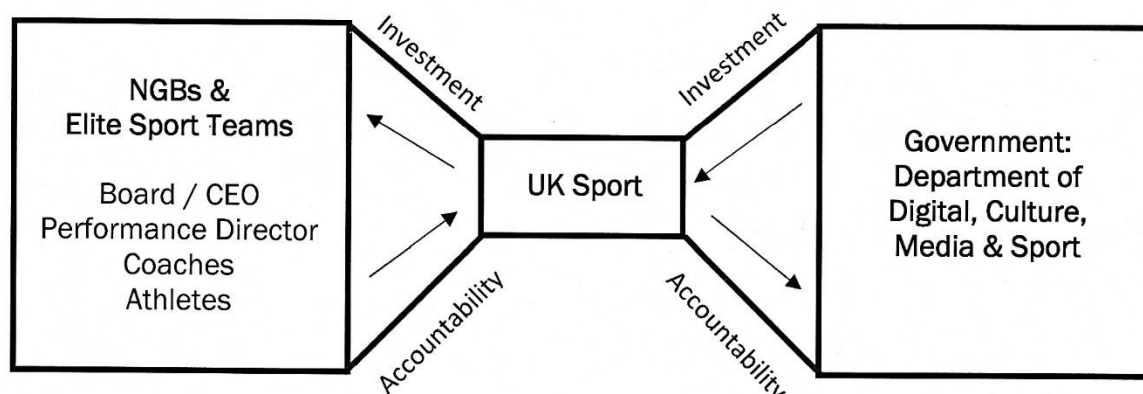 NGBs &
Elite Sport Teams
Board / CEO
Performance Director
Coaches
Athletes
Investment
Accountability
UK Sport
Investment
Accountability
Government:
Department of
Digital, Culture,
Media & Sport